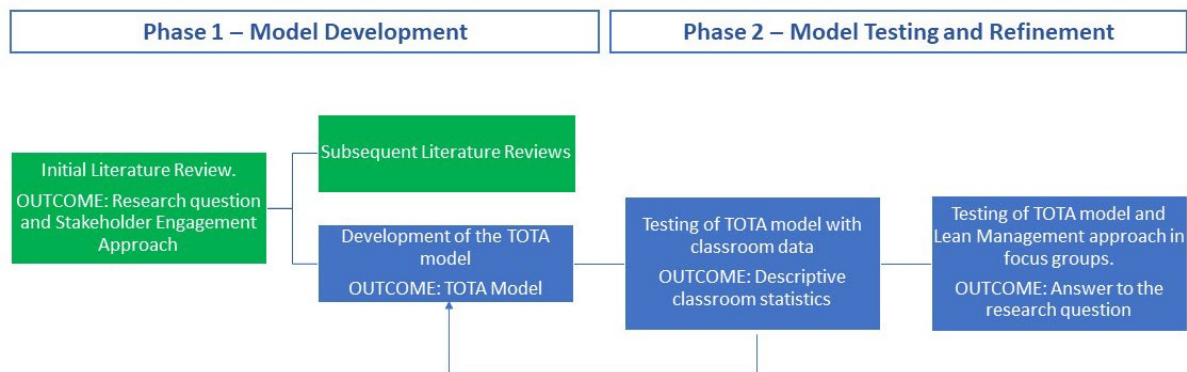 Phase 1 – Model Development
Phase 2 – Model Testing and Refinement
Initial Literature Review.
OUTCOME: Research question
and Stakeholder Engagement
Approach
Subsequent Literature Reviews
Development of the TOTA
model
OUTCOME: TOTA Model
Testing of TOTA model with
classroom data
OUTCOME: Descriptive
classroom statistics
Testing of TOTA model and
Lean Management approach in
focus groups.
OUTCOME: Answer to the
research question